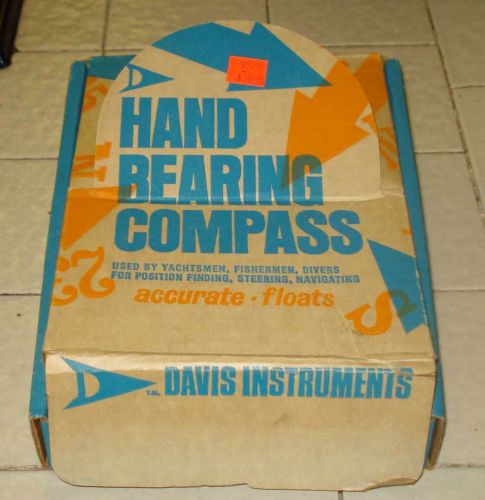 D
HAND
BEARING
COMPASS
USED BY YACHTSMEN, FISHERMEN, DIVERS
FOR POSITION FINDING, STEERING, NAVIGATING
accurate - floats
S
D T.M. DAVIS INSTRUMENTS